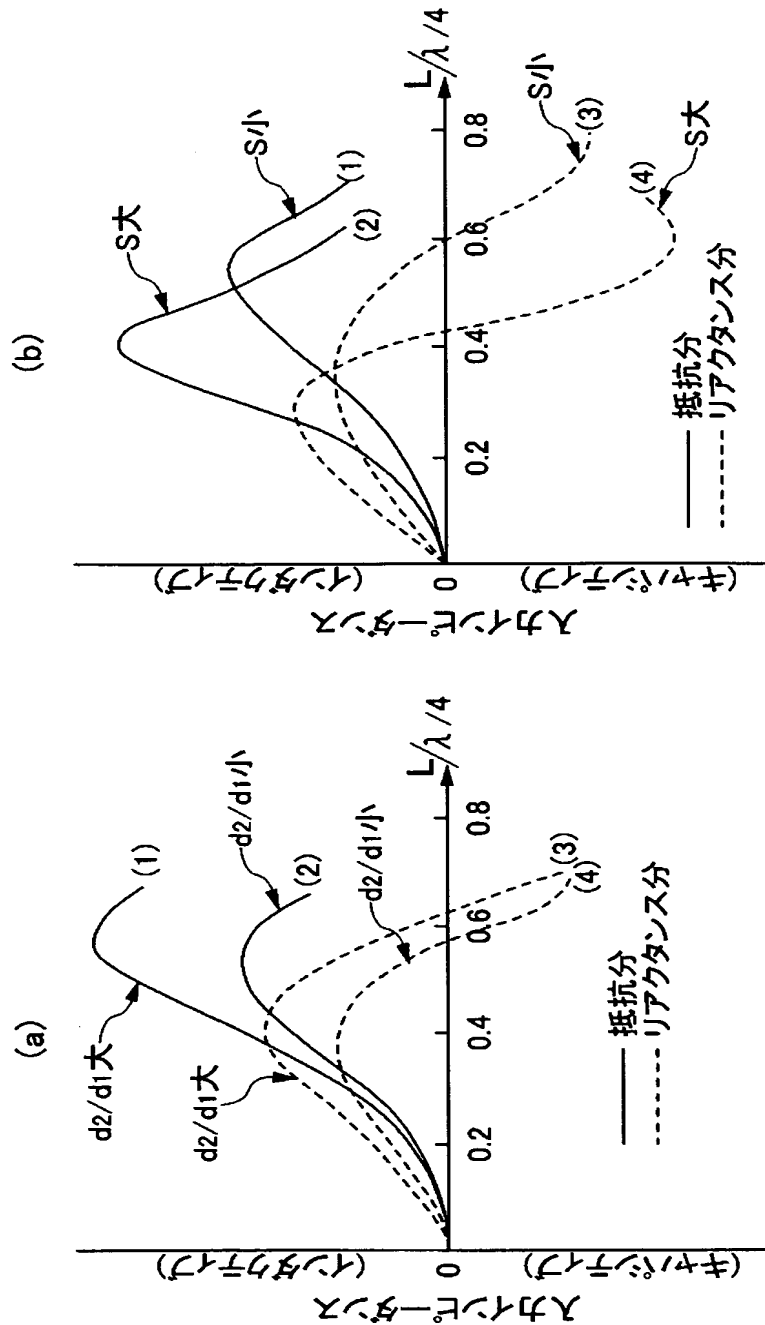 (a)
入力インピーダンス
(インダクティブ)
0
(キャパシティブ)
d2/d1大
(1)
d2/d1小
(2)
d2/d1大
d2/d1小
(3)
(4)
0.2
0.4
0.6
0.8
L/λ/4
抵抗分
リアクタンス分
(b)
入力インピーダンス
(インダクティブ)
0
(キャパシティブ)
S大
S小
(1)
(2)
S小
(3)
(4)
S大
0.2
0.4
0.6
0.8
L/λ/4
抵抗分
リアクタンス分